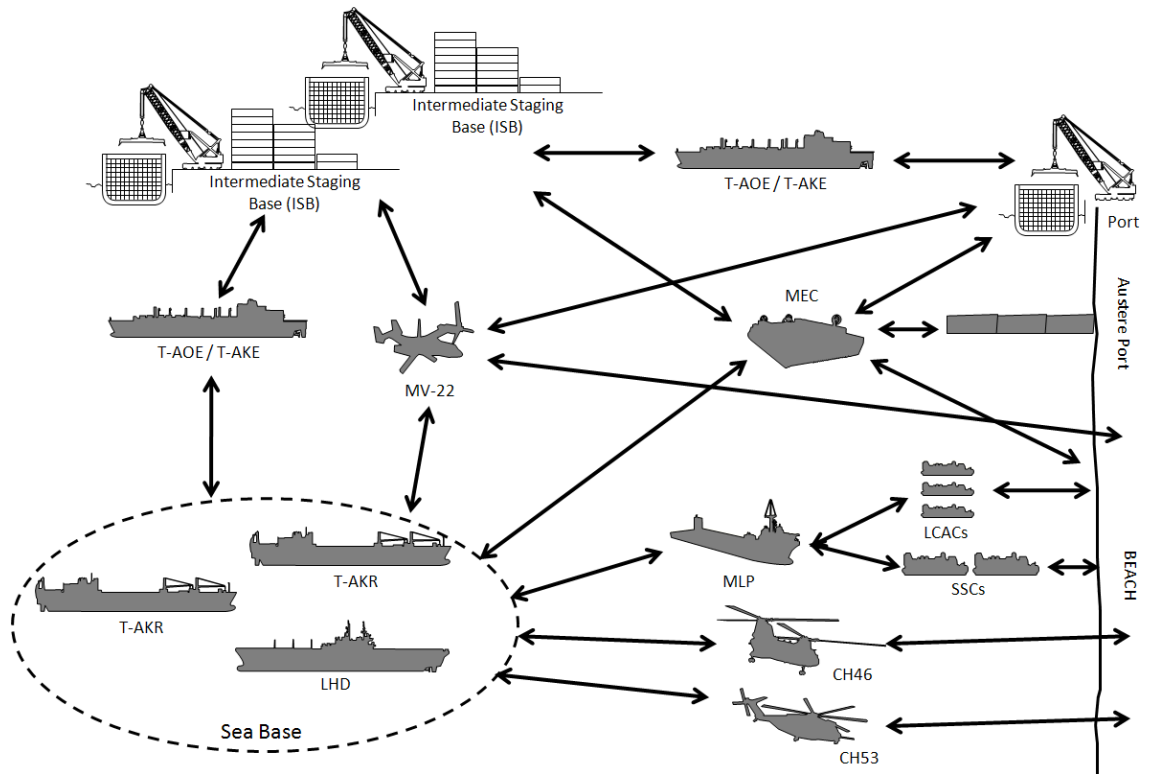 Intermediate Staging
Base (ISB)
Intermediate Staging
Base (ISB)
T-AOE / T-AKE
Port
Austere Port
MEC
T-AOE / T-AKE
MV-22
LCACs
T-AKR
MLP
SSCs
BEACH
T-AKR
LHD
CH46
Sea Base
CH53